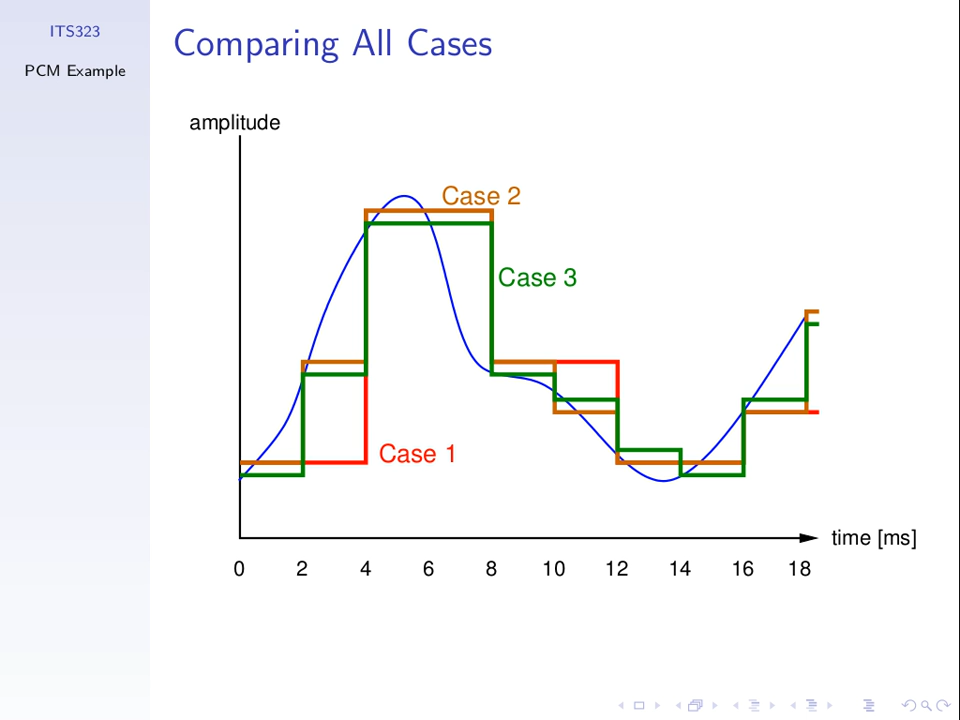 ITS323
PCM Example
Comparing All Cases
amplitude
Case 2
Case 3
Case 1
time [ms]
0 2 4 6 8 10 12 14 16 18